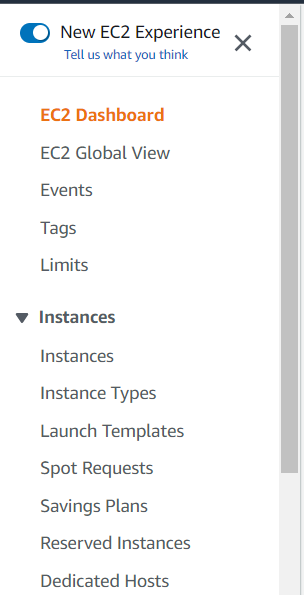 New EC2 Experience
Tell us what you think
EC2 Dashboard
EC2 Global View
Events
Tags
Limits
Instances
Instances
Instance Types
Launch Templates
Spot Requests
Savings Plans
Reserved Instances
Dedicated Hosts